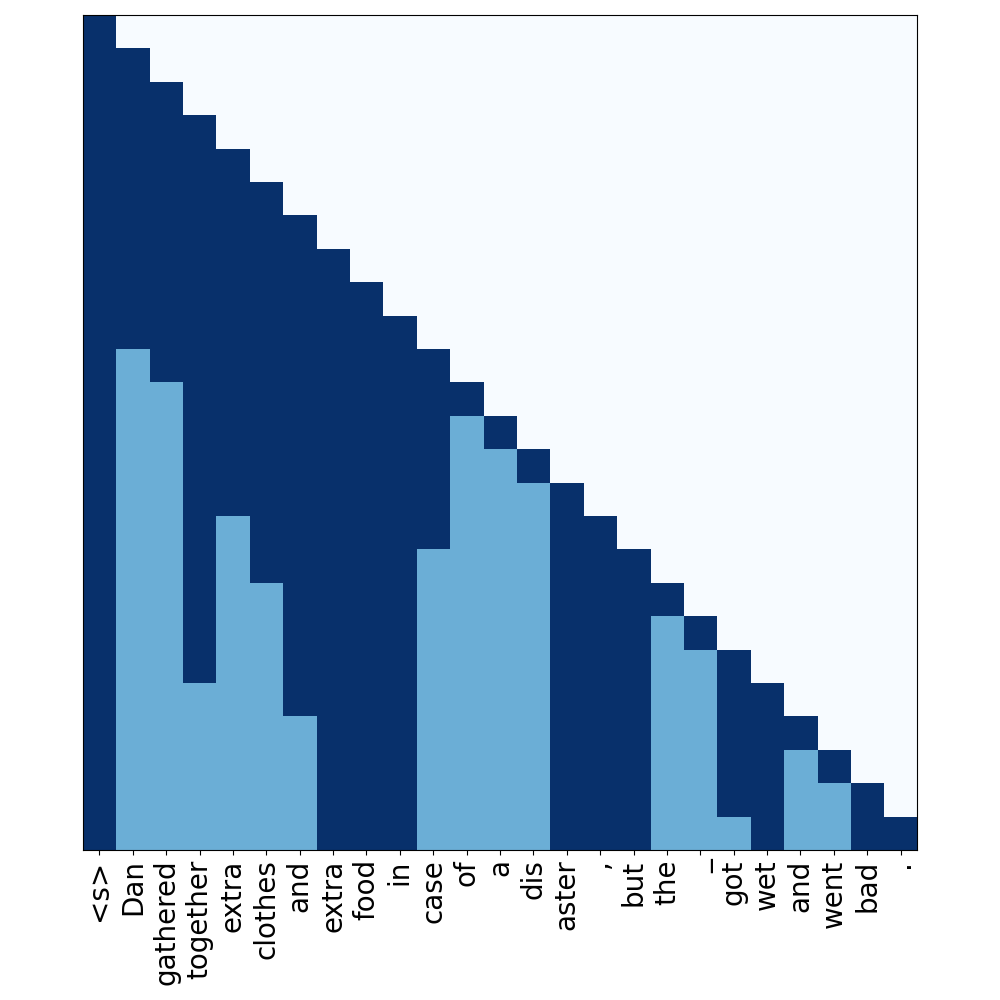 <s>
Dan
gathered
together
extra
clothes
and
extra
food
in
case
of
a
dis
aster
,
but
the
_
got
wet
and
went
bad
.